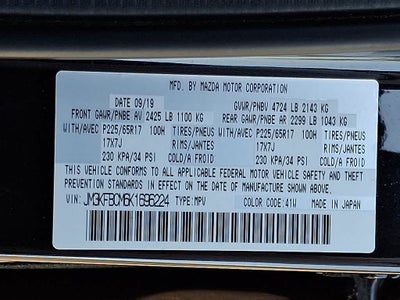 MFD. BY MAZDA MOTOR CORPORATION
DATE 09/19 GVWR/PNBV 4724 LB 2143 KG
FRONT GAWR/PNBE AV 2425 LB 1100 KG REAR GAWR/PNBE AR 2299 LB 1043 KG
WITH/AVEC P225/65R17 100H TIRES/PNEUS WITH/AVEC P225/65R17 100H TIRES/PNEUS
17X7J RIMS/JANTES 17X7J RIMS/JANTES
230 KPA/34 PSI COLD/A FROID 230 KPA/34 PSI COLD/A FROID
THIS VEHICLE CONFORMS TO ALL APPLICABLE FEDERAL MOTOR VEHICLE SAFETY AND THEFT
PREVENTION STANDARDS IN EFFECT ON THE DATE OF MANUFACTURE SHOWN ABOVE.
VIN: JM3KFBCM6K1696224 TYPE: MPV COLOR CODE: 41W MADE IN JAPAN